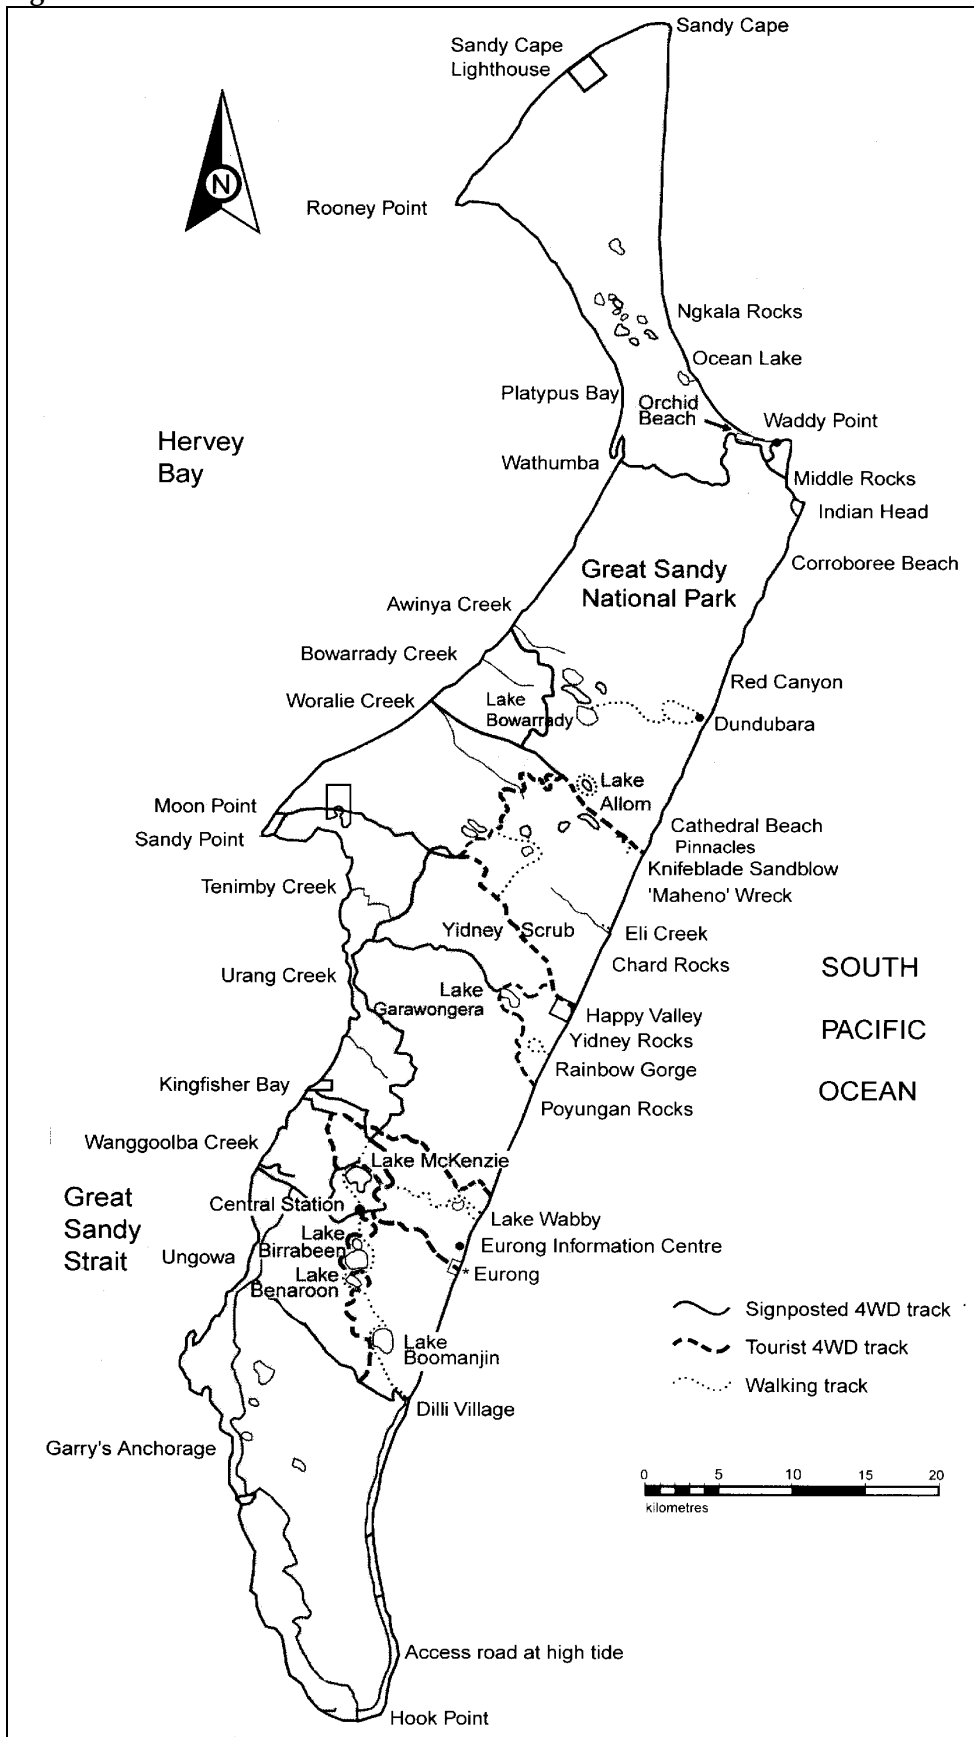 Sandy Cape
Sandy Cape
Lighthouse
N
Rooney Point
Ngkala Rocks
Ocean Lake
Platypus Bay
Orchid
Beach
Waddy Point
Hervey
Bay
Wathumba
Middle Rocks
Indian Head
Great Sandy
National Park
Corroboree Beach
Awinya Creek
Bowarrady Creek
Woralie Creek
Lake
Bowarrady
Red Canyon
Dundubara
Lake
Allom
Moon Point
Sandy Point
Cathedral Beach
Pinnacles
Knifeblade Sandblow
'Maheno' Wreck
Tenimby Creek
Yidney Scrub
Eli Creek
Chard Rocks
SOUTH
PACIFIC
OCEAN
Urang Creek
Lake
Garawongera
Happy Valley
Yidney Rocks
Rainbow Gorge
Kingfisher Bay
Poyungan Rocks
Wanggoolba Creek
Lake McKenzie
Great
Sandy
Strait
Central Station
Lake Wabby
Lake
Birrabeen
Eurong Information Centre
Ungowa
Lake
Benaroon
* Eurong
Signposted 4WD track
Tourist 4WD track
Walking track
Lake
Boomanjin
Dilli Village
Garry's Anchorage
0 5 10 15 20
kilometres
Access road at high tide
Hook Point